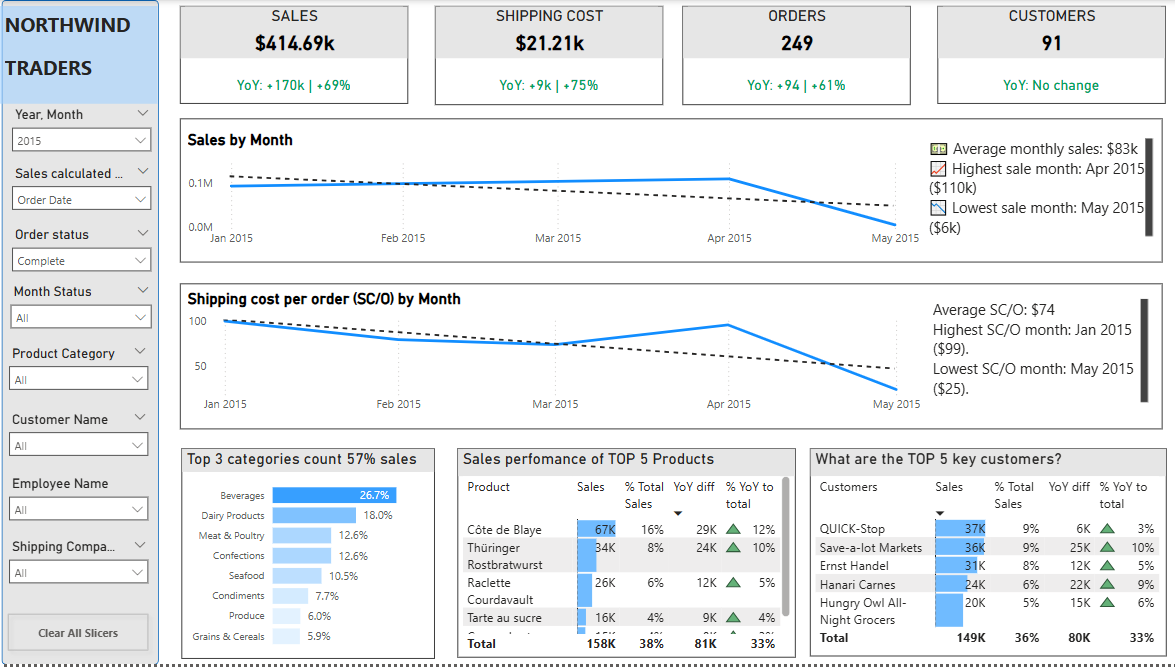 NORTHWIND
TRADERS
Year, Month
2015
Sales calculated ...
Order Date
Order status
Complete
Month Status
All
Product Category
All
Customer Name
All
Employee Name
All
Shipping Compa...
All
Clear All Slicers
SALES
$414.69k
YoY: +170k | +69%
SHIPPING COST
$21.21k
YoY: +9k | +75%
ORDERS
249
YoY: +94 | +61%
CUSTOMERS
91
YoY: No change
Sales by Month
0.1M
0.0M
Jan 2015 Feb 2015 Mar 2015 Apr 2015 May 2015
Average monthly sales: $83k
Highest sale month: Apr 2015
($110k)
Lowest sale month: May 2015
($6k)
Shipping cost per order (SC/O) by Month
100
50
Jan 2015 Feb 2015 Mar 2015 Apr 2015 May 2015
Average SC/O: $74
Highest SC/O month: Jan 2015
($99).
Lowest SC/O month: May 2015
($25).
Top 3 categories count 57% sales
Beverages 26.7%
Dairy Products 18.0%
Meat & Poultry 12.6%
Confections 12.6%
Seafood 10.5%
Condiments 7.7%
Produce 6.0%
Grains & Cereals 5.9%
Sales perfomance of TOP 5 Products
Product Sales % Total YoY diff % YoY to
Sales total
Côte de Blaye 67K 16% 29K 12%
Thüringer 34K 8% 24K 10%
Rostbratwurst
Raclette 26K 6% 12K 5%
Courdavault
Tarte au sucre 16K 4% 9K 4%
Total 158K 38% 81K 33%
What are the TOP 5 key customers?
Customers Sales % Total YoY diff % YoY to
Sales total
QUICK-Stop 37K 9% 6K 3%
Save-a-lot Markets 36K 9% 25K 10%
Ernst Handel 31K 8% 12K 5%
Hanari Carnes 24K 6% 22K 9%
Hungry Owl All- 20K 5% 15K 6%
Night Grocers
Total 149K 36% 80K 33%